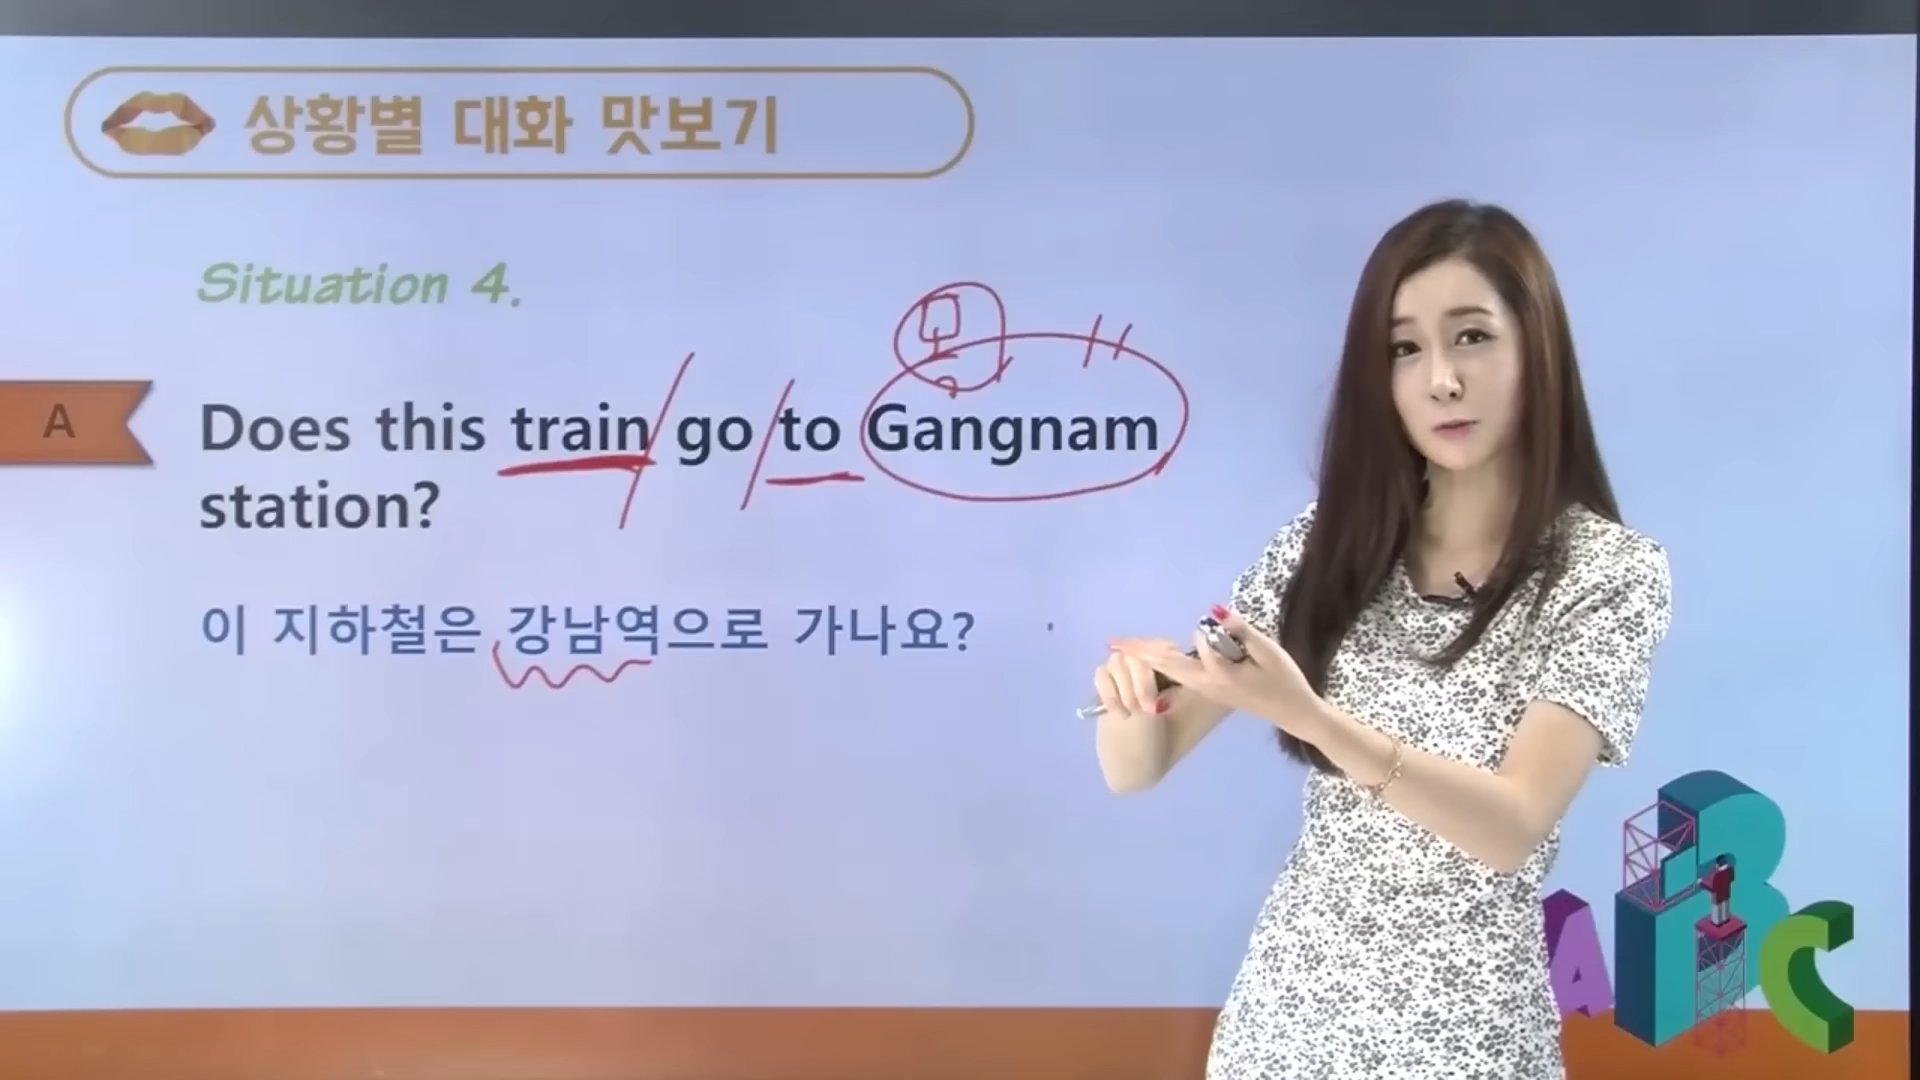 상황별 대화 맛보기
Situation 4.
A
Does this train go to Gangnam
station?
이 지하철은 강남역으로 가나요?
A B C